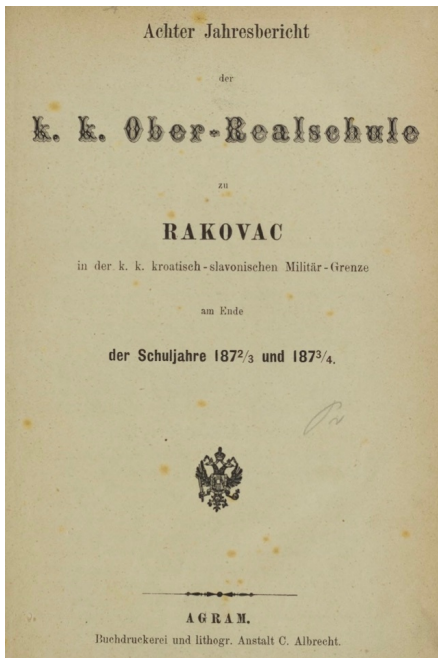 Achter Jahresbericht
der
k. k. Ober-Realschule
zu
RAKOVAC
in der k. k. kroatisch-slavonischen Militär-Grenze
am Ende
der Schuljahre 187²/₃ und 187³/₄.
AGRAM.
Buchdruckerei und lithogr. Anstalt C. Albrecht.